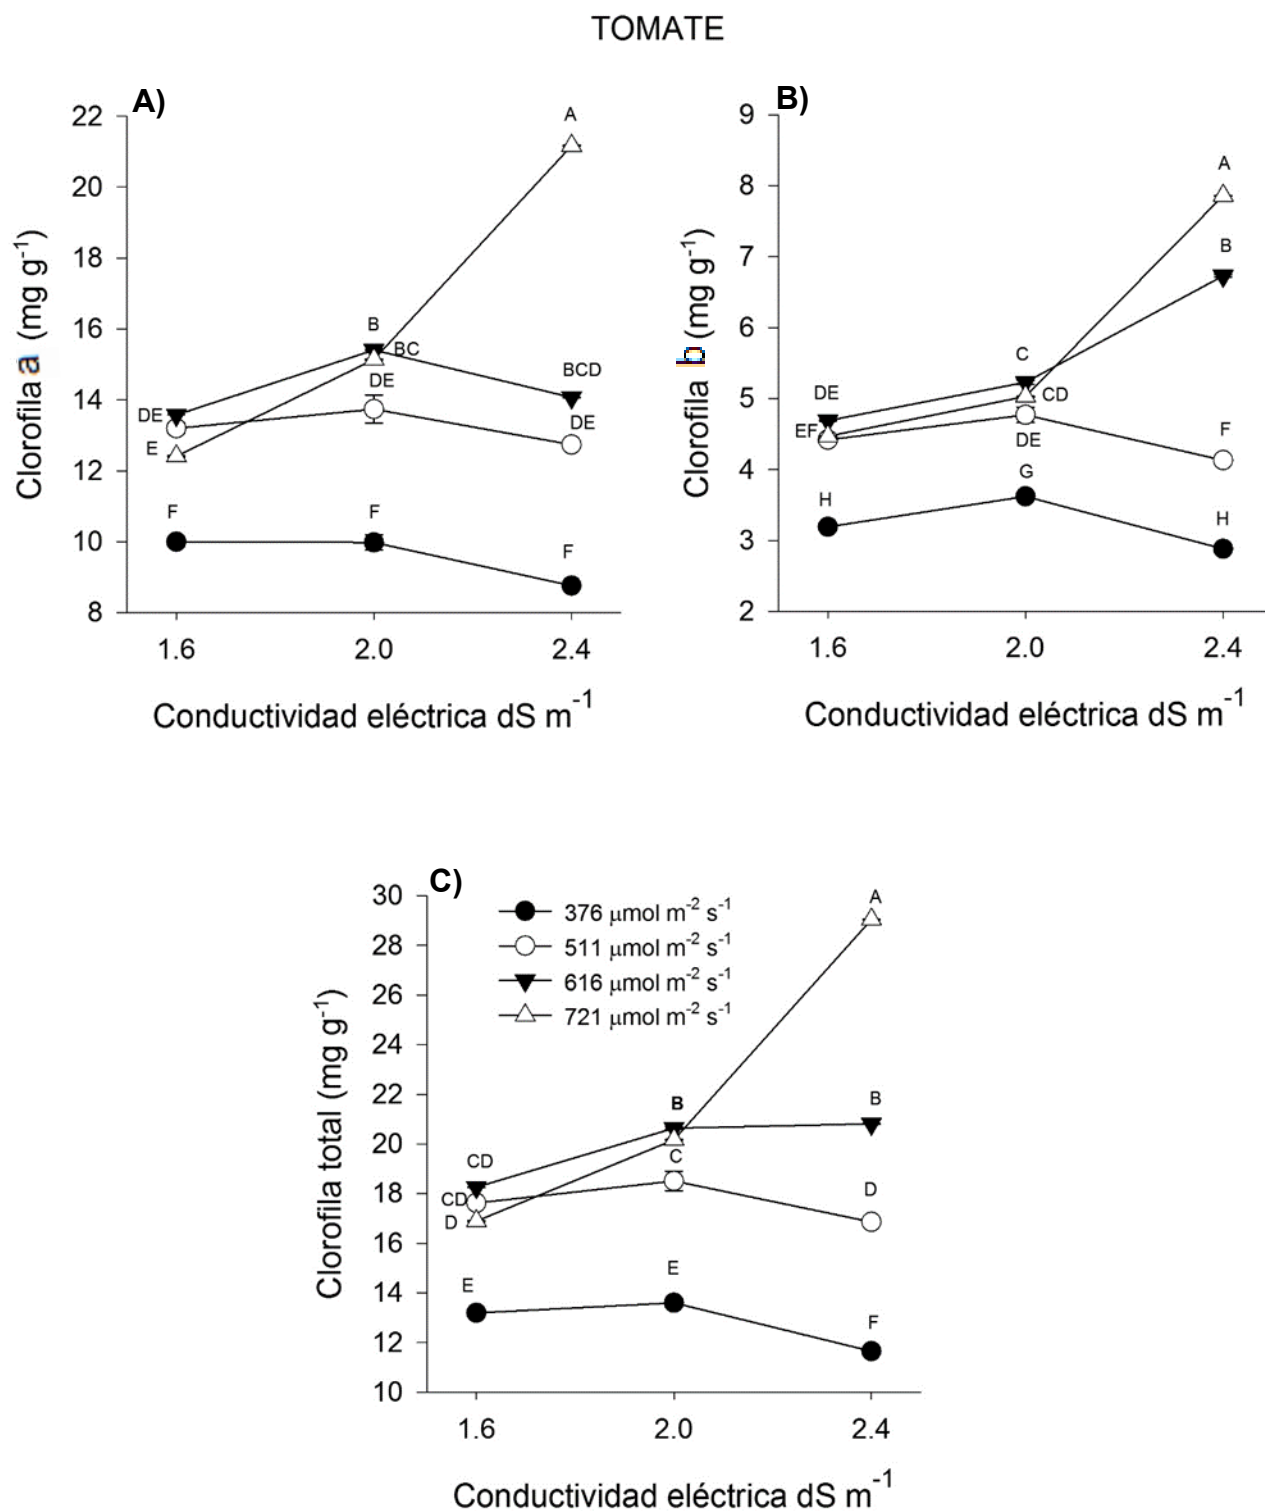 TOMATE
A)
Clorofila a (mg g-1)
22
20
18
16
14
12
10
8
A
B
BC
BCD
DE
DE
DE
E
F
F
F
1.6
2.0
2.4
Conductividad eléctrica dS m-1
B)
Clorofila b (mg g-1)
9
8
7
6
5
4
3
2
A
B
C
CD
DE
DE
EF
F
G
H
H
1.6
2.0
2.4
Conductividad eléctrica dS m-1
C)
Clorofila total (mg g-1)
30
28
26
24
22
20
18
16
14
12
10
376 μmol m-2 s-1
511 μmol m-2 s-1
616 μmol m-2 s-1
721 μmol m-2 s-1
A
B
B
C
CD
CD
D
D
E
E
F
1.6
2.0
2.4
Conductividad eléctrica dS m-1